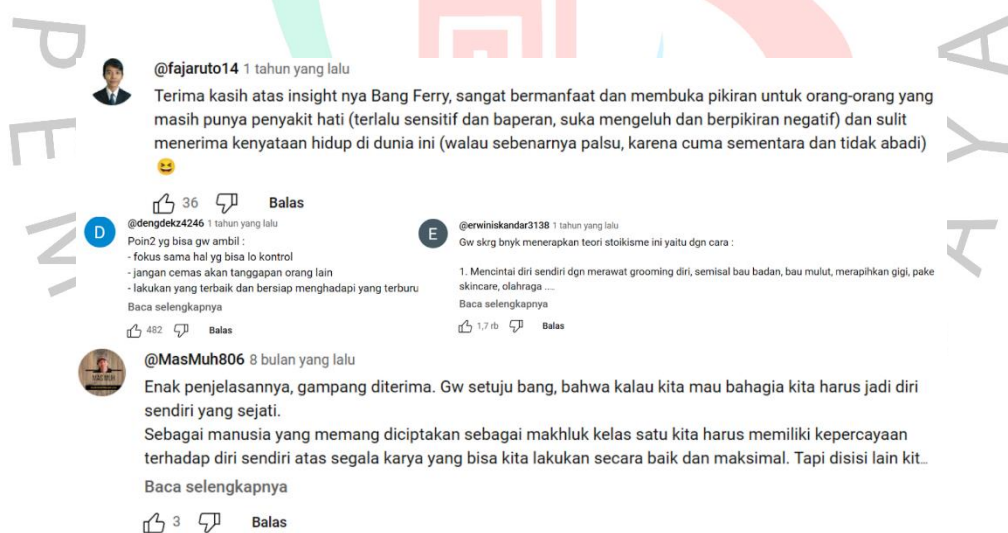 @fajaruto14 1 tahun yang lalu
Terima kasih atas insight nya Bang Ferry, sangat bermanfaat dan membuka pikiran untuk orang-orang yang
masih punya penyakit hati (terlalu sensitif dan baperan, suka mengeluh dan berpikiran negatif) dan sulit
menerima kenyataan hidup di dunia ini (walau sebenarnya palsu, karena cuma sementara dan tidak abadi)
😆
36 Balas
D
@dengdekz4246 1 tahun yang lalu
Poin2 yg bisa gw ambil :
- fokus sama hal yg bisa lo kontrol
- jangan cemas akan tanggapan orang lain
- lakukan yang terbaik dan bersiap menghadapi yang terburu
Baca selengkapnya
482 Balas
E
@erwiniskandar3138 1 tahun yang lalu
Gw skrg bnyk menerapkan teori stoikisme ini yaitu dgn cara :
1. Mencintai diri sendiri dgn merawat grooming diri, semisal bau badan, bau mulut, merapihkan gigi, pake
skincare, olahraga ....
Baca selengkapnya
1,7 rb Balas
@MasMuh806 8 bulan yang lalu
Enak penjelasannya, gampang diterima. Gw setuju bang, bahwa kalau kita mau bahagia kita harus jadi diri
sendiri yang sejati.
Sebagai manusia yang memang diciptakan sebagai makhluk kelas satu kita harus memiliki kepercayaan
terhadap diri sendiri atas segala karya yang bisa kita lakukan secara baik dan maksimal. Tapi disisi lain kit...
Baca selengkapnya
3 Balas